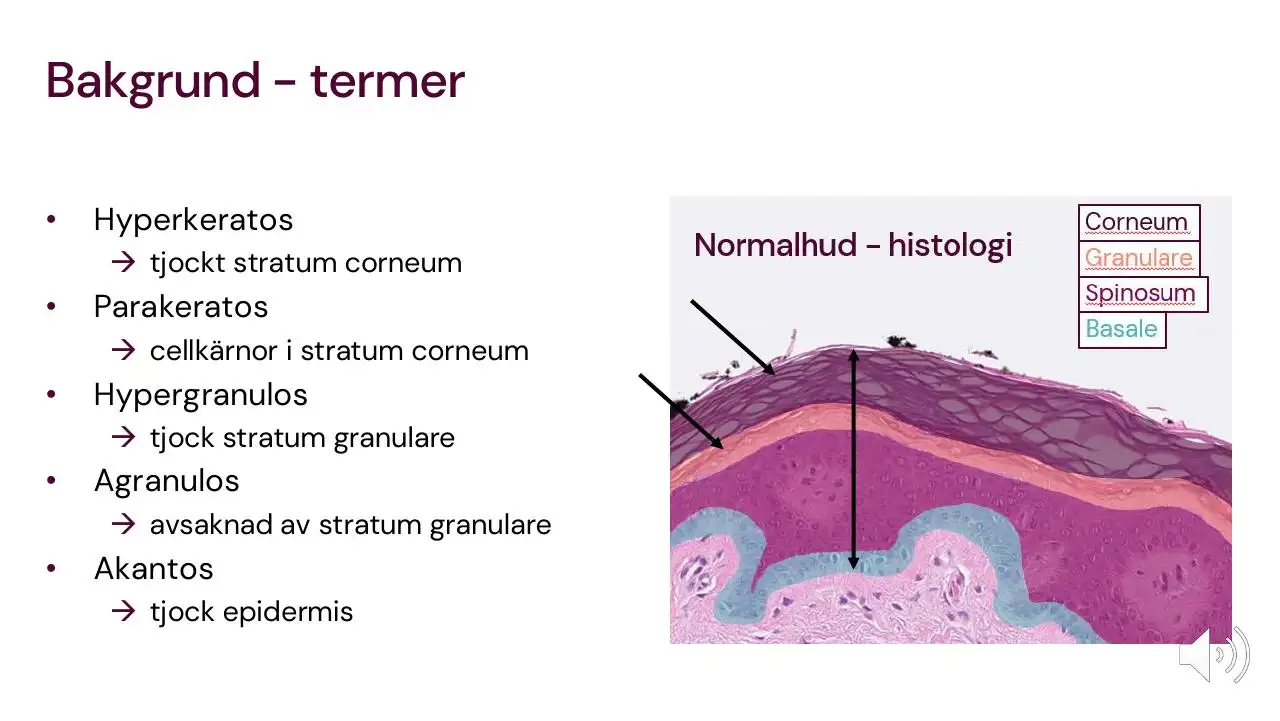 Bakgrund - termer
• Hyperkeratos
→ tjockt stratum corneum
• Parakeratos
→ cellkärnor i stratum corneum
• Hypergranulos
→ tjock stratum granulare
• Agranulos
→ avsaknad av stratum granulare
• Akantos
→ tjock epidermis
Normalhud - histologi
Corneum
Granulare
Spinosum
Basale